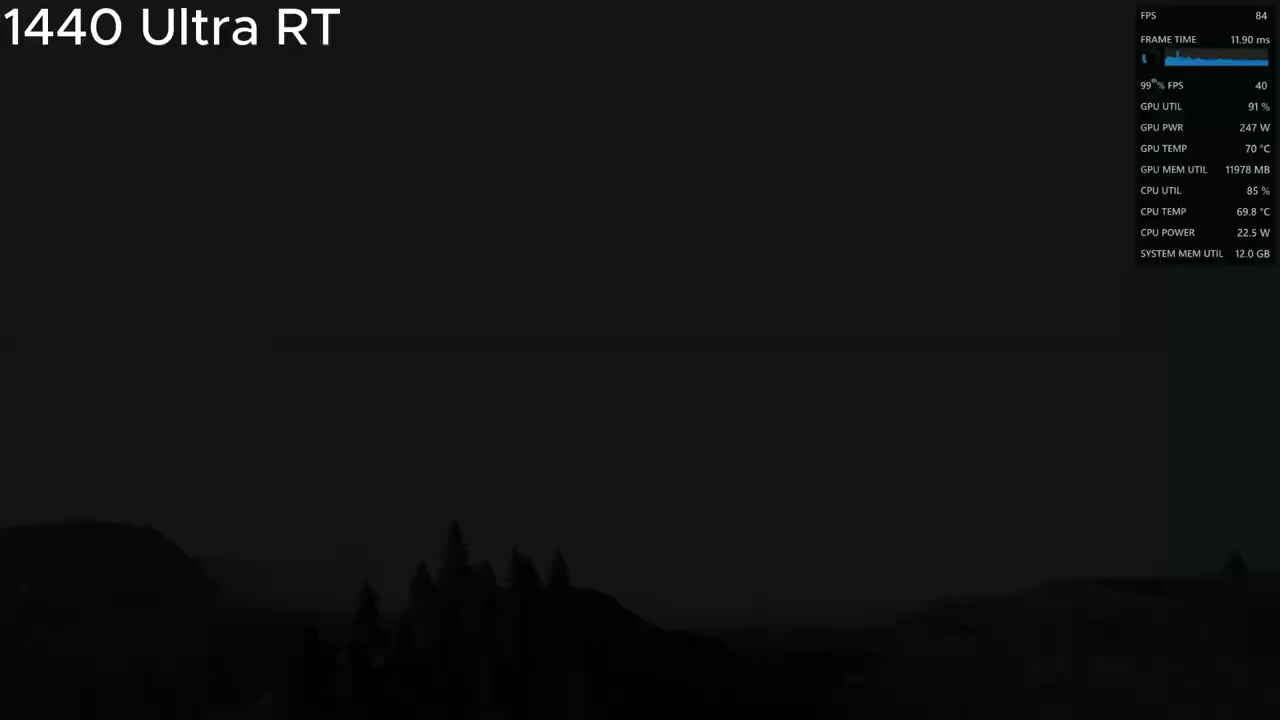 1440 Ultra RT
FPS 84
FRAME TIME 11.90 ms
99th% FPS 40
GPU UTIL 91 %
GPU PWR 247 W
GPU TEMP 70 °C
GPU MEM UTIL 11978 MB
CPU UTIL 85 %
CPU TEMP 69.8 °C
CPU POWER 22.5 W
SYSTEM MEM UTIL 12.0 GB